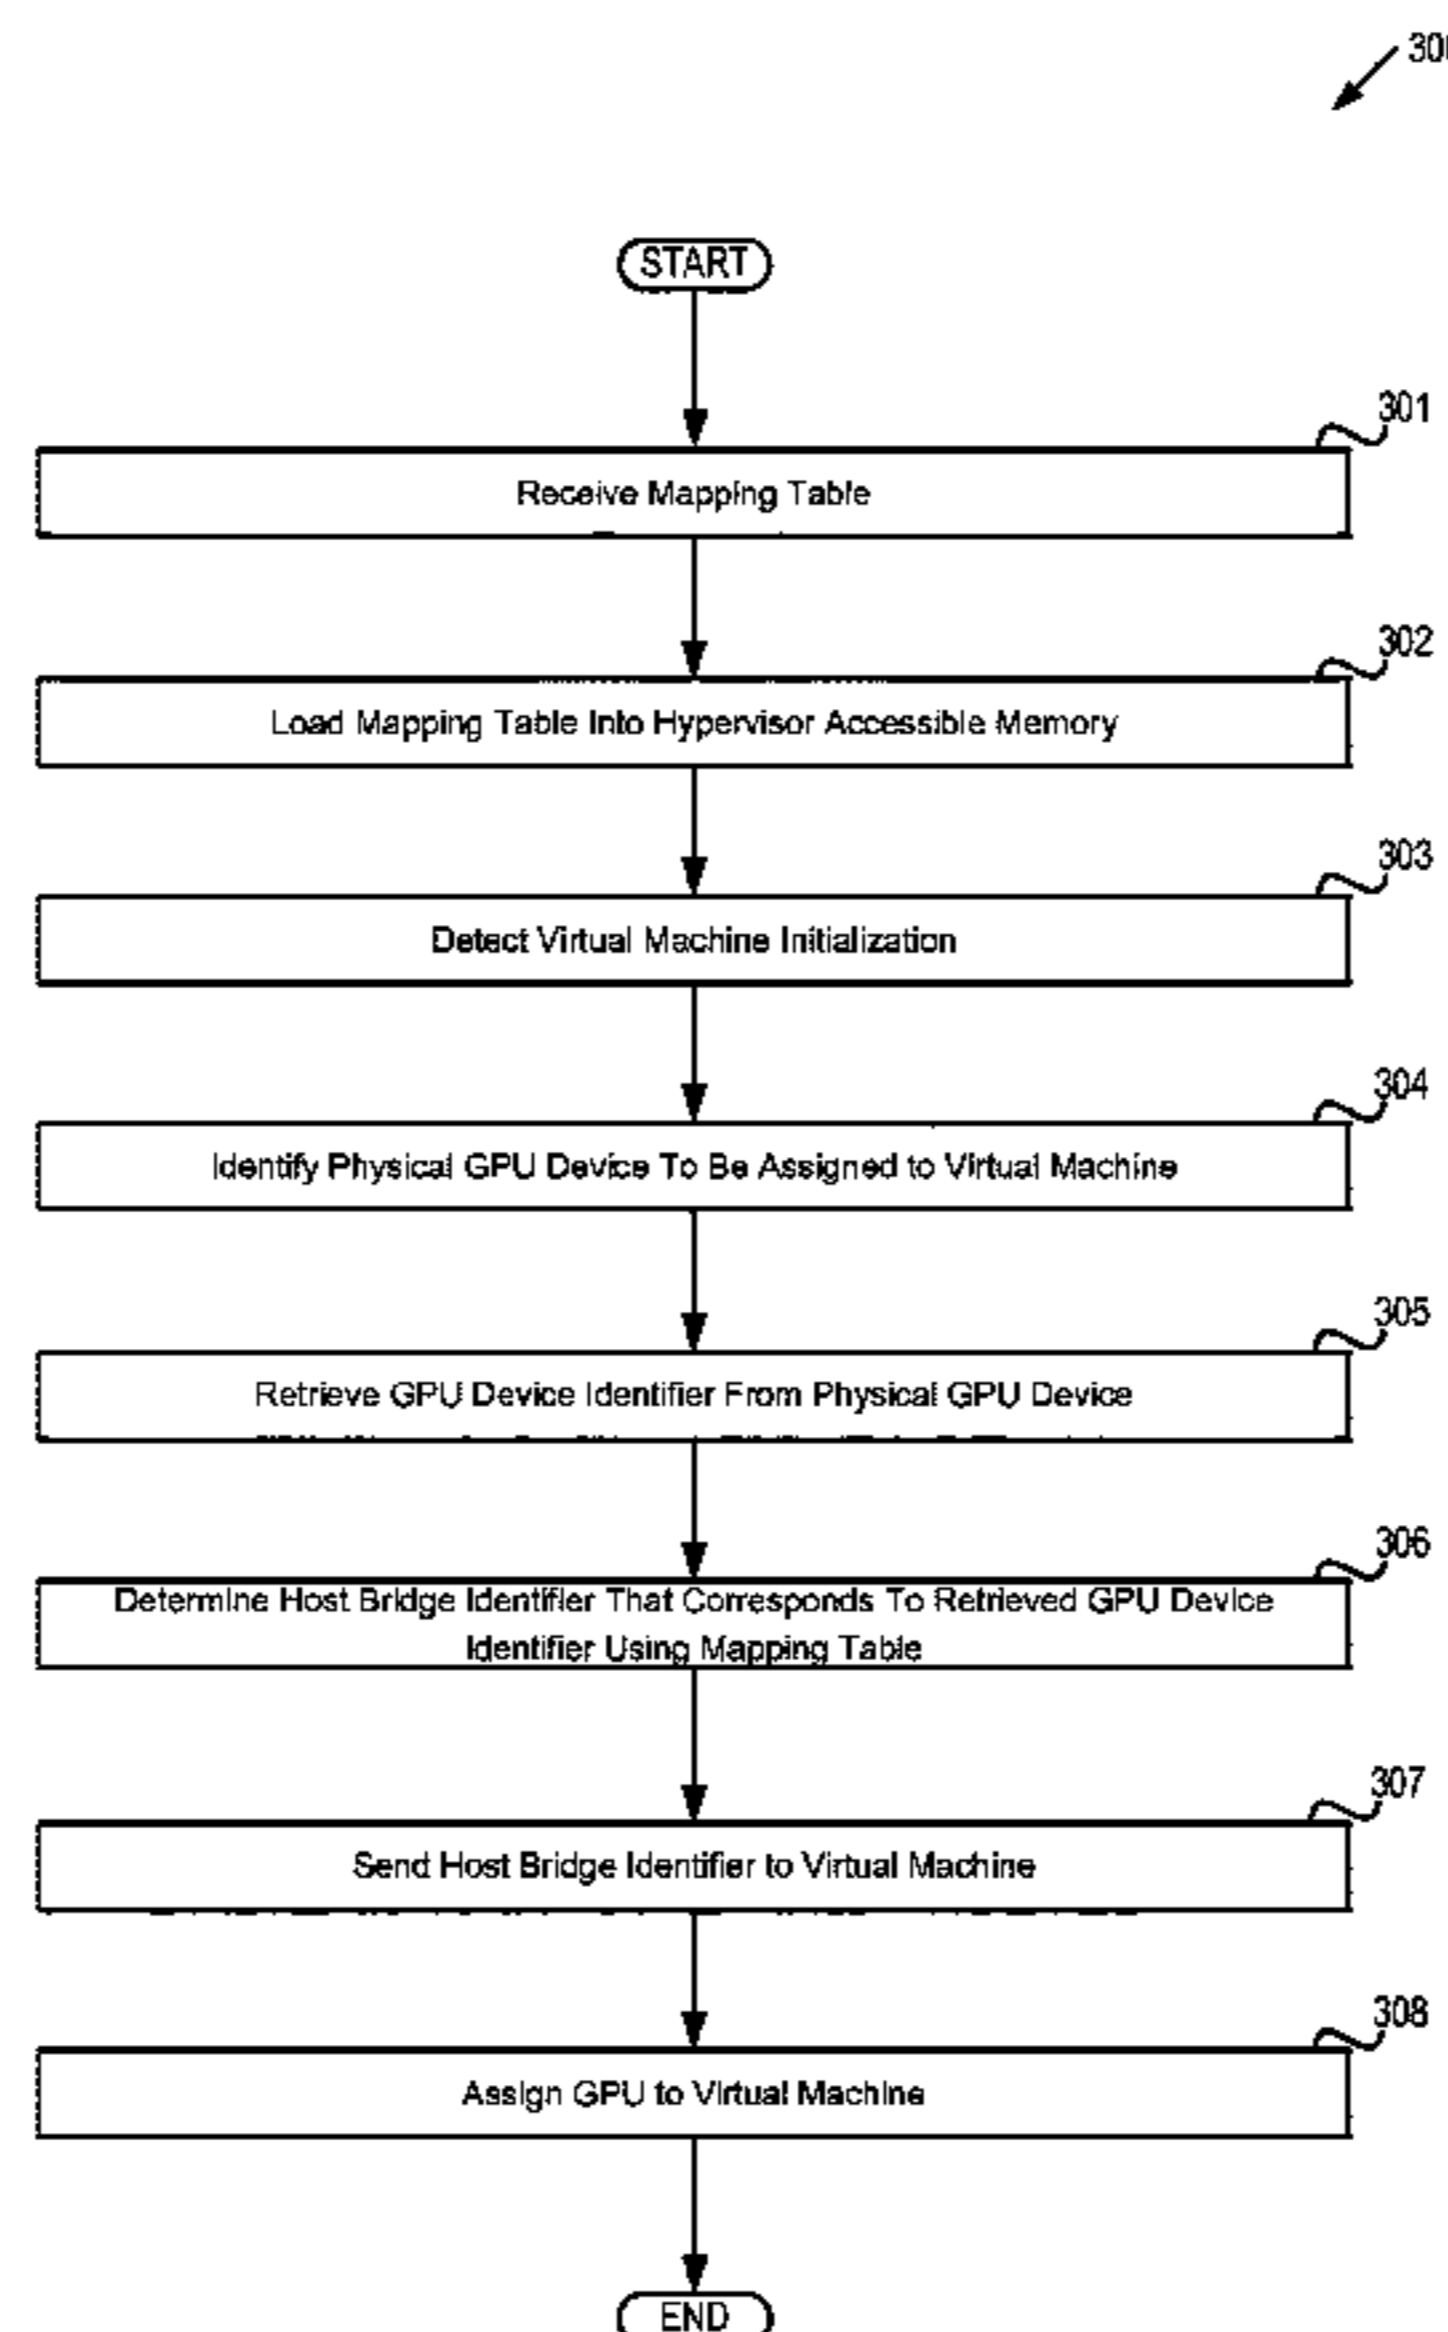 START
301
Receive Mapping Table
302
Load Mapping Table Into Hypervisor Accessible Memory
303
Detect Virtual Machine Initialization
304
Identify Physical GPU Device To Be Assigned to Virtual Machine
305
Retrieve GPU Device Identifier From Physical GPU Device
306
Determine Host Bridge Identifier That Corresponds To Retrieved GPU Device
Identifier Using Mapping Table
307
Send Host Bridge Identifier to Virtual Machine
308
Assign GPU to Virtual Machine
END